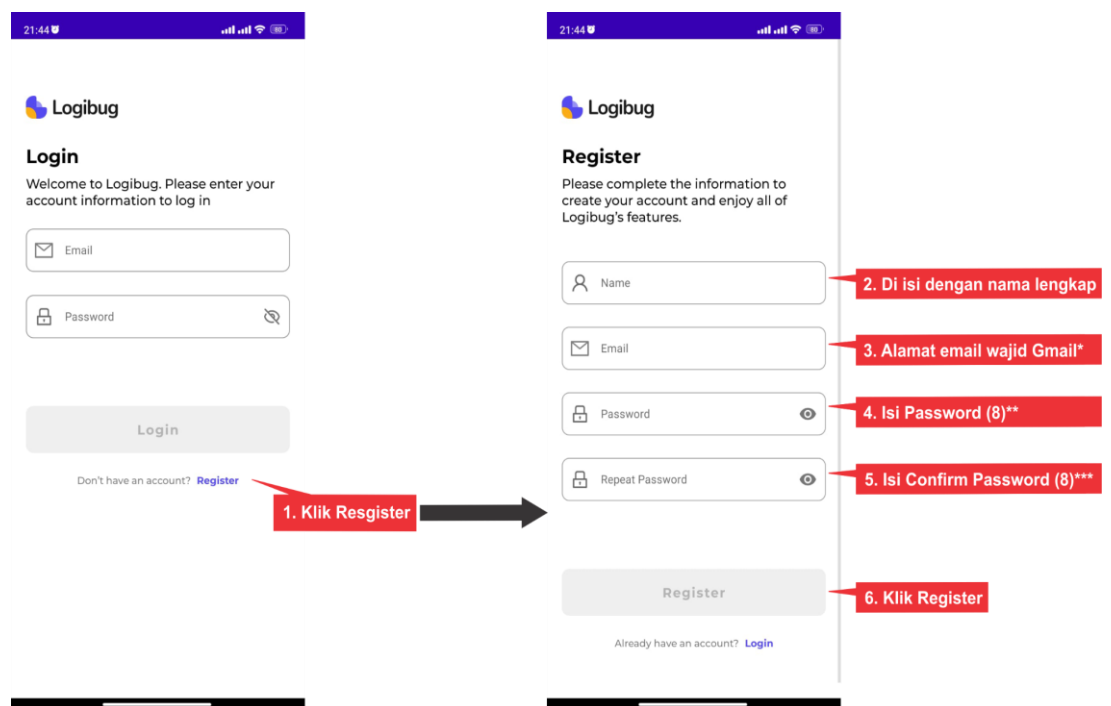 21:44
Logibug
Login
Welcome to Logibug. Please enter your
account information to log in
Email
Password
Login
Don't have an account? Register
1. Klik Resgister
21:44
Logibug
Register
Please complete the information to
create your account and enjoy all of
Logibug's features.
Name
2. Di isi dengan nama lengkap
Email
3. Alamat email wajid Gmail*
Password
4. Isi Password (8)**
Repeat Password
5. Isi Confirm Password (8)***
Register
6. Klik Register
Already have an account? Login